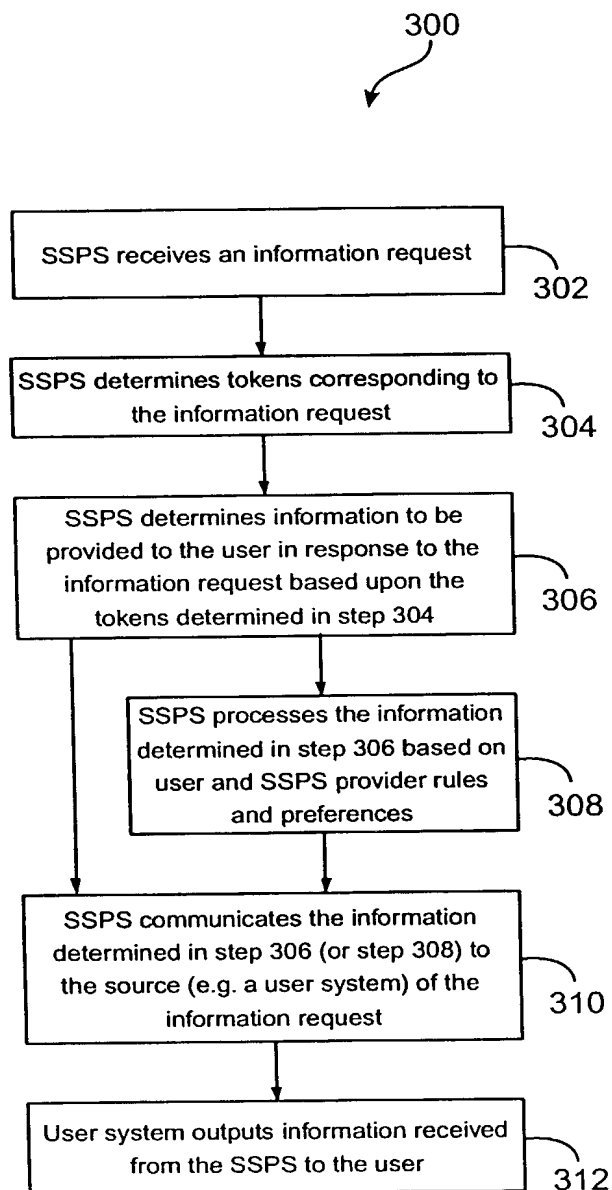 300
SSPS receives an information request
302
SSPS determines tokens corresponding to
the information request
304
SSPS determines information to be
provided to the user in response to the
information request based upon the
tokens determined in step 304
306
SSPS processes the information
determined in step 306 based on
user and SSPS provider rules
and preferences
308
SSPS communicates the information
determined in step 306 (or step 308) to
the source (e.g. a user system) of the
information request
310
User system outputs information received
from the SSPS to the user
312